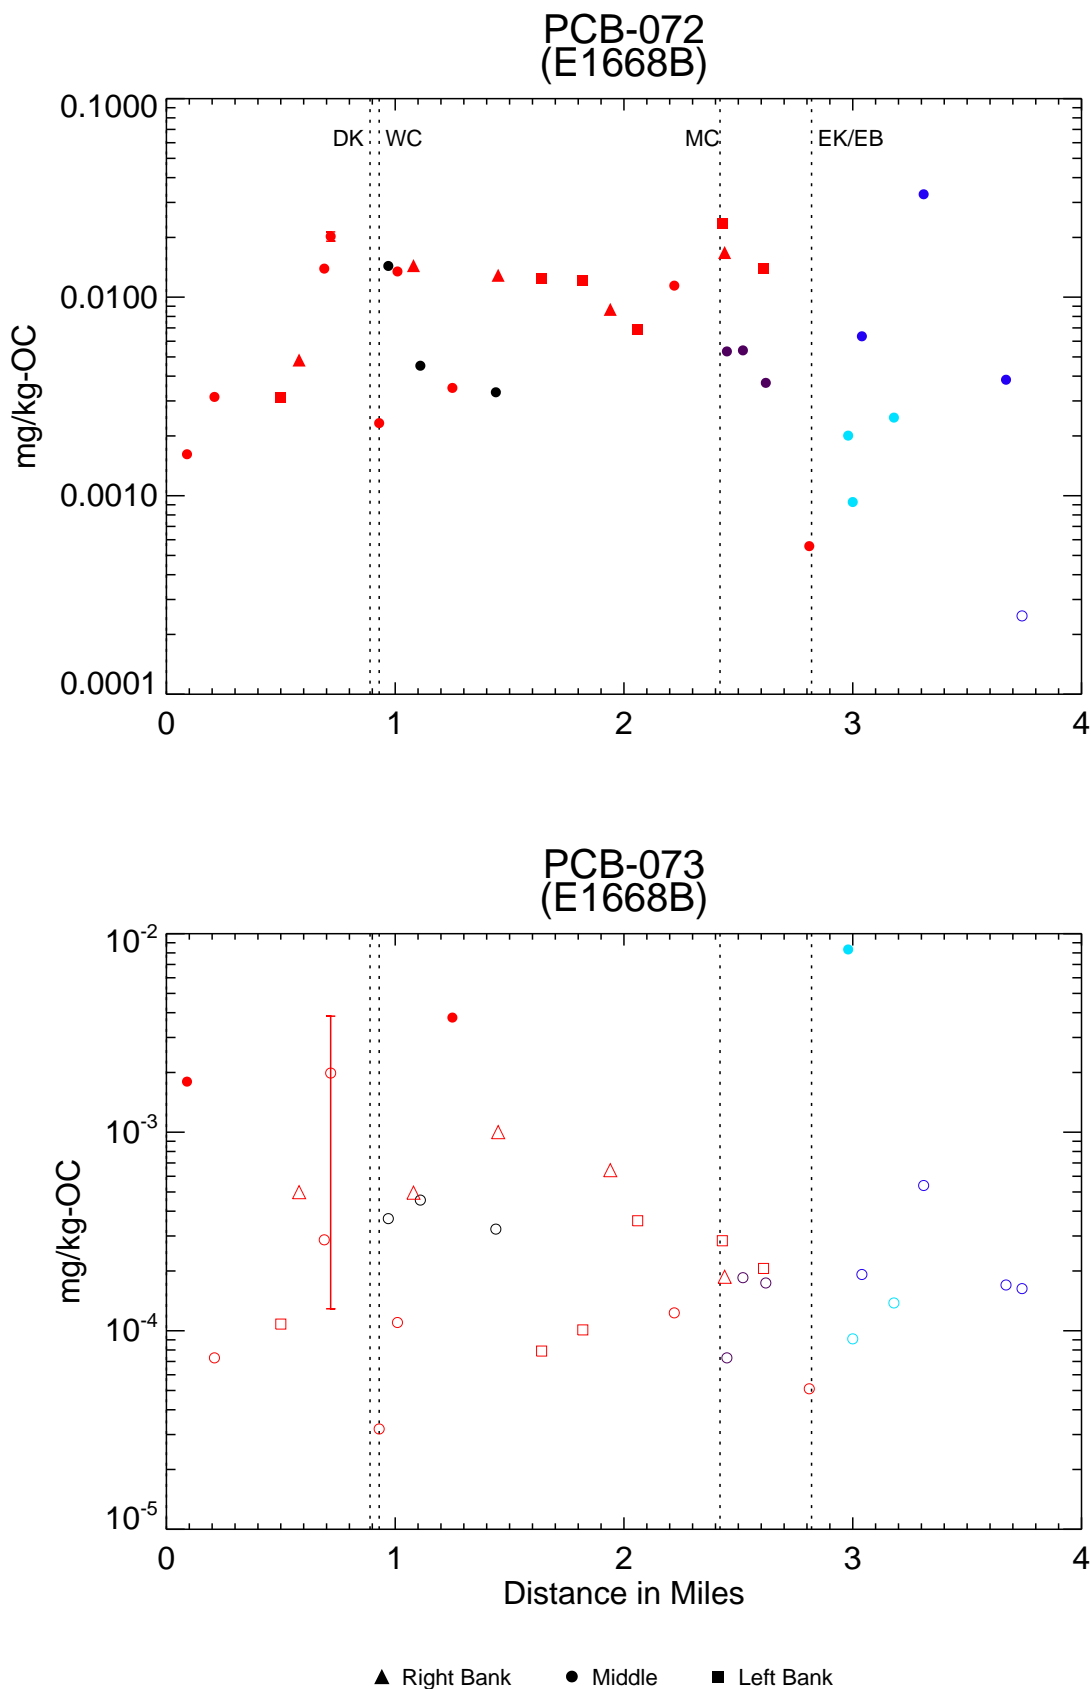 PCB-072
(E1668B)
0.1000
DK WC MC EK/EB
0.0100
mg/kg-OC
0.0010
0.0001
0 1 2 3 4
PCB-073
(E1668B)
10-2
10-3
mg/kg-OC
10-4
10-5
0 1 2 3 4
Distance in Miles
Right Bank Middle Left Bank